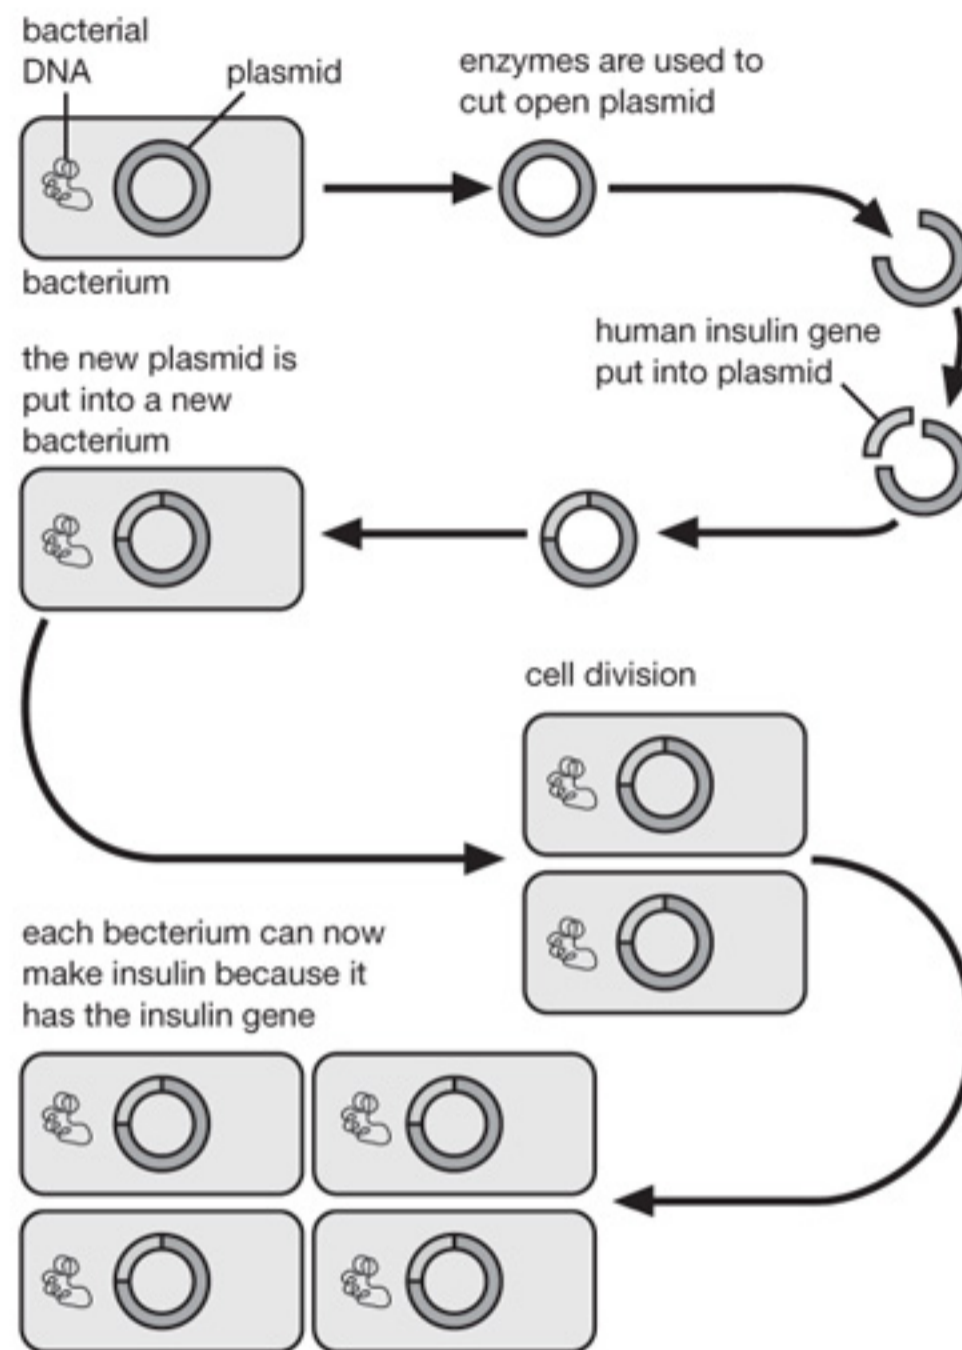 bacterial
DNA
plasmid
enzymes are used to
cut open plasmid
bacterium
human insulin gene
put into plasmid
the new plasmid is
put into a new
bacterium
cell division
each becterium can now
make insulin because it
has the insulin gene